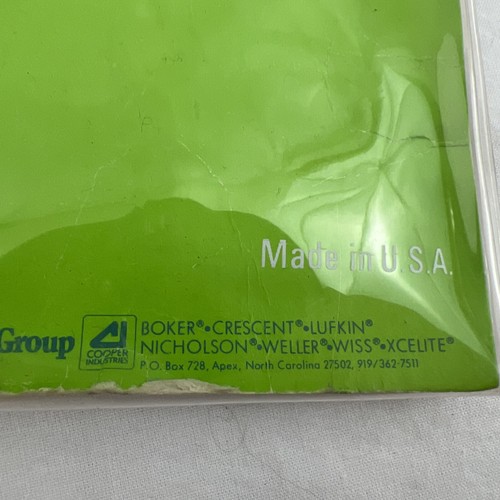 Made in U.S.A.
Group
COOPER
INDUSTRIES
BOKER®•CRESCENT®•LUFKIN®
NICHOLSON®•WELLER®•WISS®•XCELITE®
P.O. Box 728, Apex, North Carolina 27502, 919/362-7511